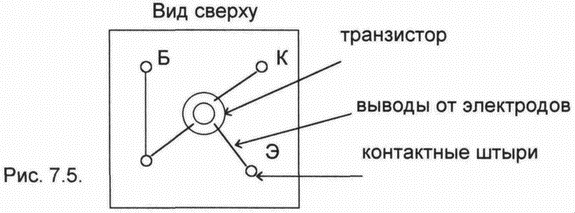 Вид сверху
Б
К
транзистор
выводы от электродов
Э
контактные штыри
Рис. 7.5.